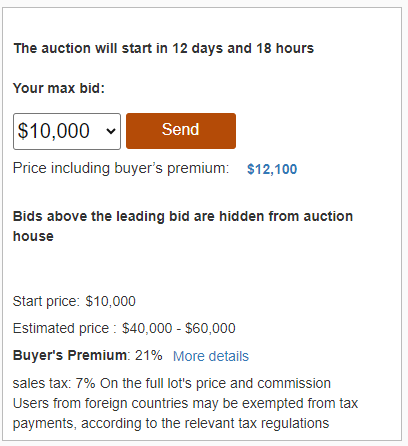 The auction will start in 12 days and 18 hours
Your max bid:
$10,000 Send
Price including buyer's premium: $12,100
Bids above the leading bid are hidden from auction
house
Start price: $10,000
Estimated price : $40,000 - $60,000
Buyer's Premium: 21% More details
sales tax: 7% On the full lot's price and commission
Users from foreign countries may be exempted from tax
payments, according to the relevant tax regulations